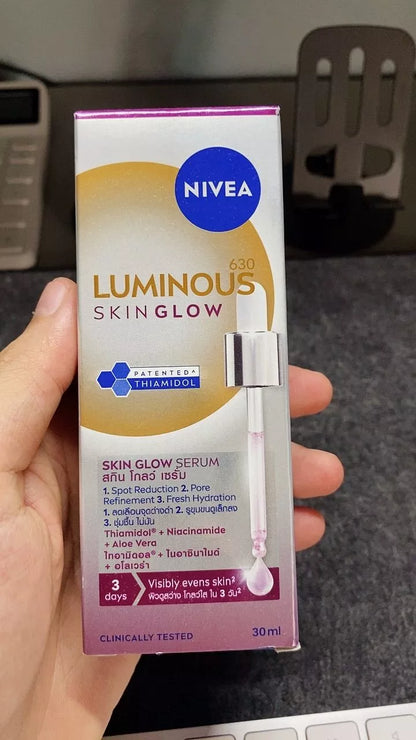 NIVEA
630
LUMINOUS
SKIN GLOW
PATENTED^
THIAMIDOL
SKIN GLOW SERUM
สกิน โกลว์ เซรั่ม
1. Spot Reduction 2. Pore
Refinement 3. Fresh Hydration
1. ลดเลือนจุดด่างดำ 2. รูขุมขนดูเล็กลง
3. ชุ่มชื้น ไม่มัน
Thiamidol® + Niacinamide
+ Aloe Vera
ไทอามิดอล® + ไนอาซินาไมด์
+ อโลเวร่า
3
days
Visibly evens skin²
ผิวดูสว่าง โกลว์ใส ใน 3 วัน²
CLINICALLY TESTED
30ml